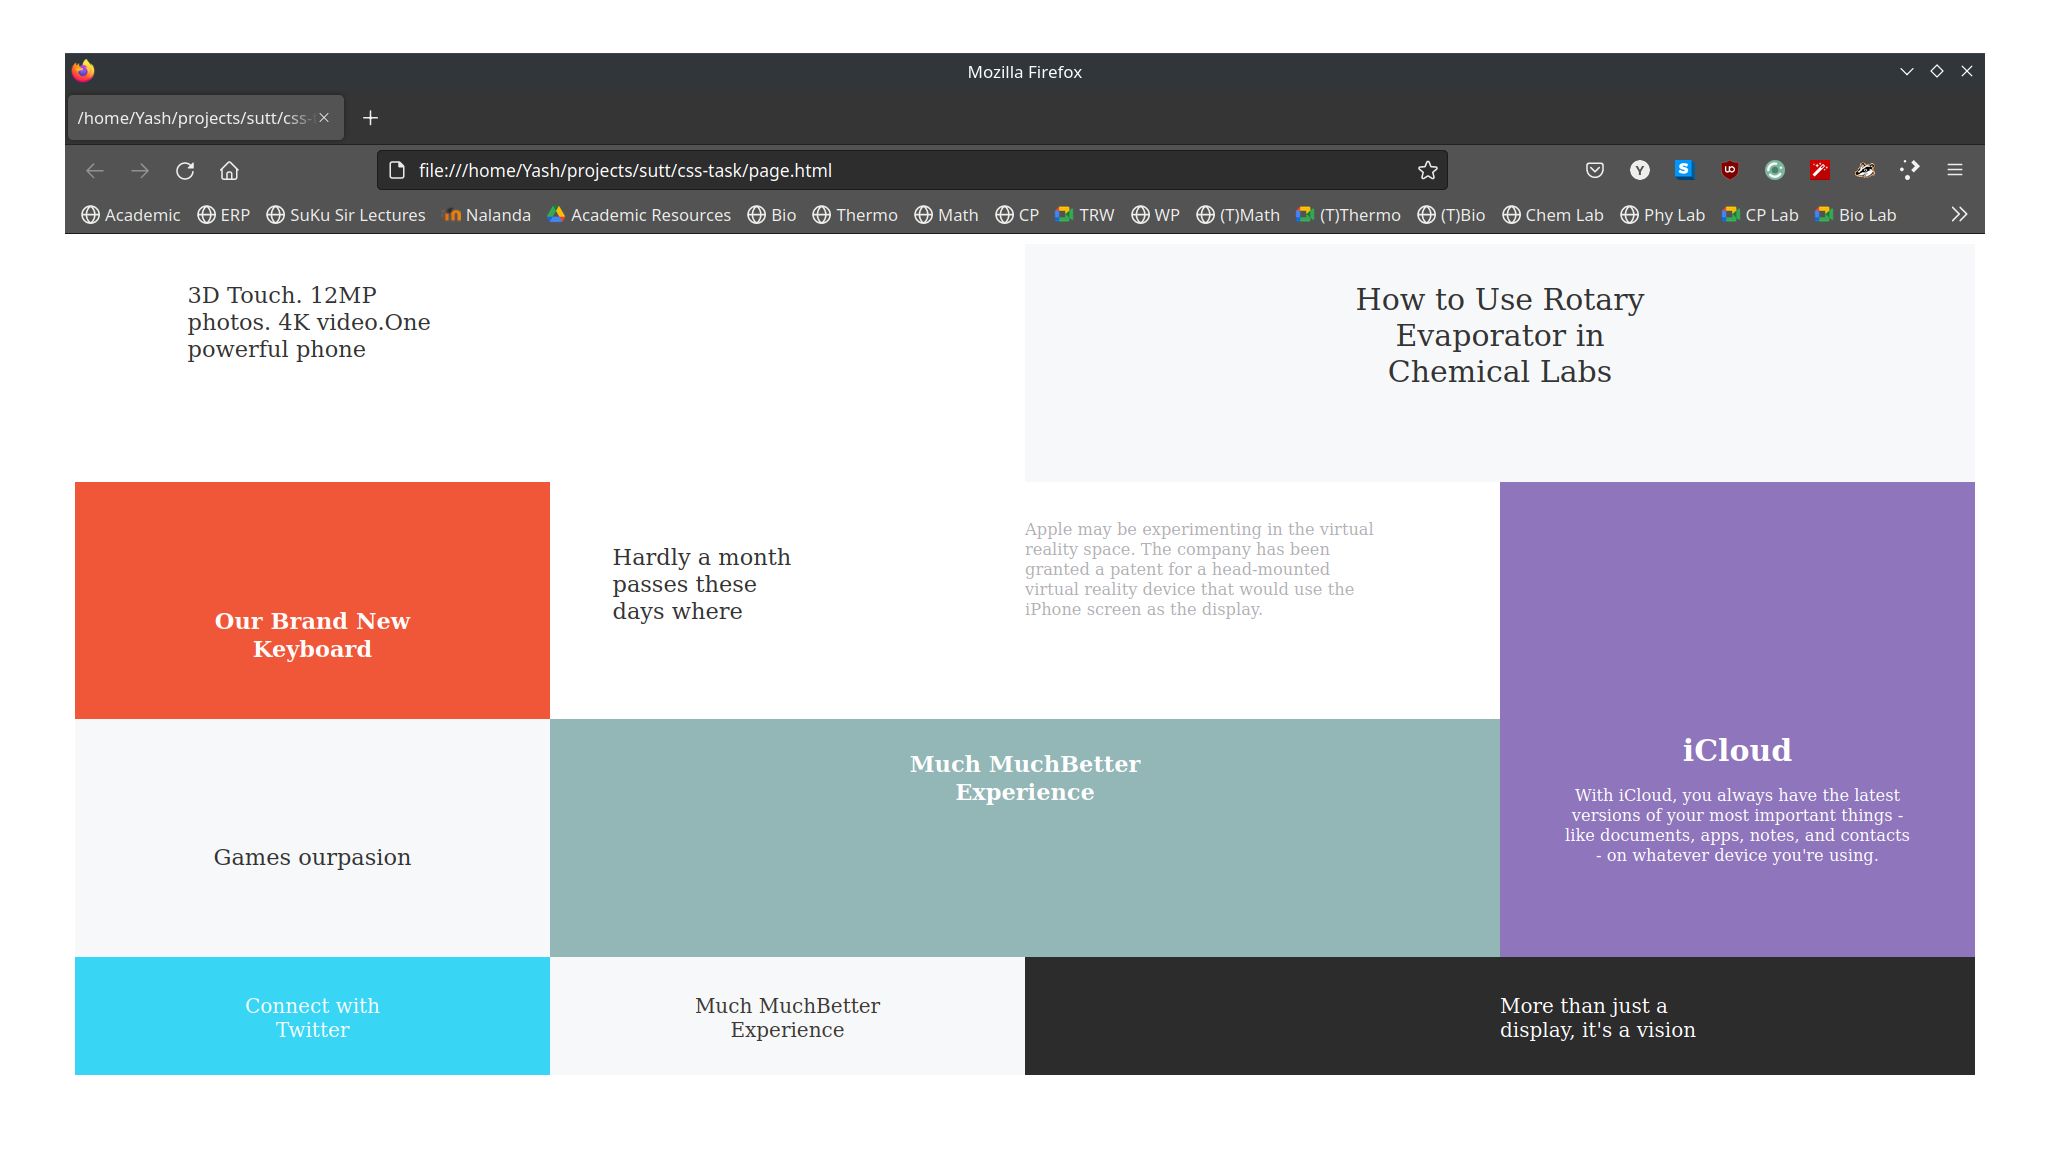 Mozilla Firefox
/home/Yash/projects/sutt/css-
file:///home/Yash/projects/sutt/css-task/page.html
Academic ERP SuKu Sir Lectures Nalanda Academic Resources Bio Thermo Math CP TRW WP (T)Math (T)Thermo (T)Bio Chem Lab Phy Lab CP Lab Bio Lab
3D Touch. 12MP
photos. 4K video.One
powerful phone
How to Use Rotary
Evaporator in
Chemical Labs
Our Brand New
Keyboard
Hardly a month
passes these
days where
Apple may be experimenting in the virtual
reality space. The company has been
granted a patent for a head-mounted
virtual reality device that would use the
iPhone screen as the display.
iCloud
With iCloud, you always have the latest
versions of your most important things -
like documents, apps, notes, and contacts
- on whatever device you're using.
Games ourpasion
Much MuchBetter
Experience
Connect with
Twitter
Much MuchBetter
Experience
More than just a
display, it's a vision